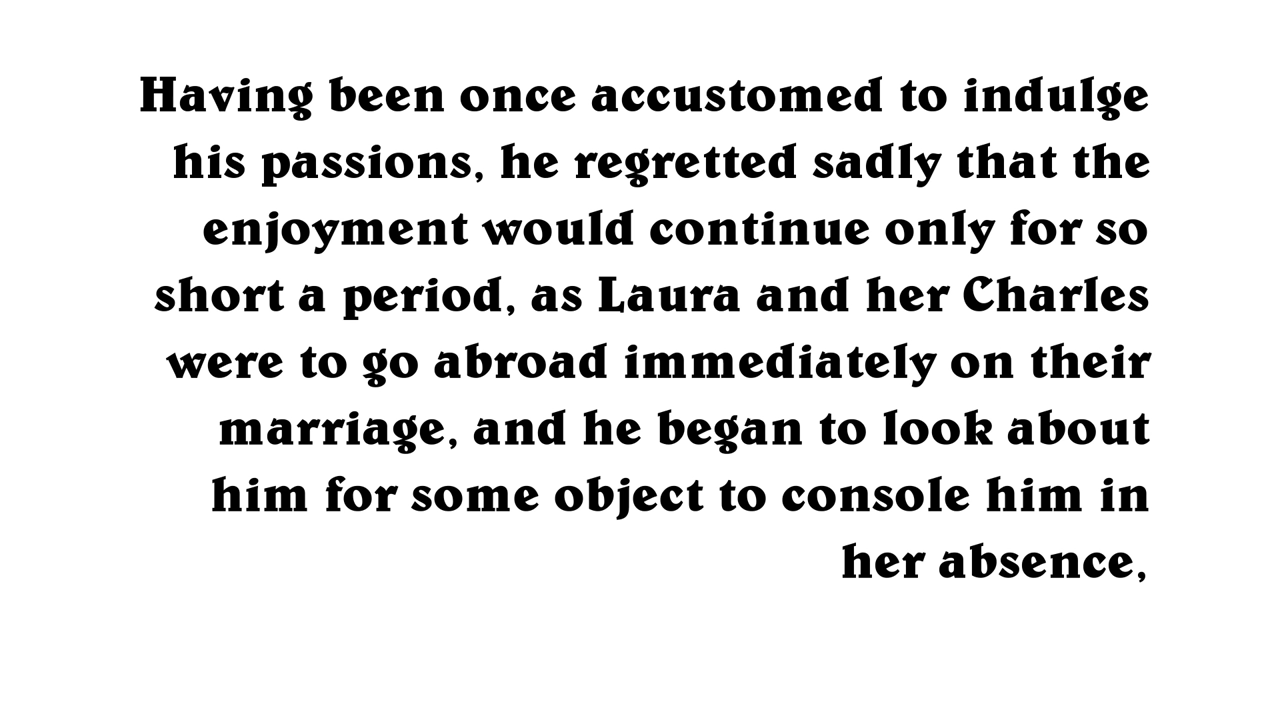 Having been once accustomed to indulge
his passions, he regretted sadly that the
enjoyment would continue only for so
short a period, as Laura and her Charles
were to go abroad immediately on their
marriage, and he began to look about
him for some object to console him in
her absence,